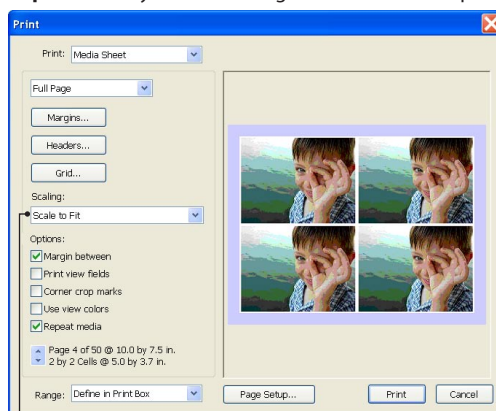 Print
Print: Media Sheet
Full Page
Margins...
Headers...
Grid...
Scaling:
Scale to Fit
Options:
Margin between
Print view fields
Corner crop marks
Use view colors
Repeat media
Page 4 of 50 @ 10.0 by 7.5 in.
2 by 2 Cells @ 5.0 by 3.7 in.
Range: Define in Print Box
Page Setup...
Print
Cancel